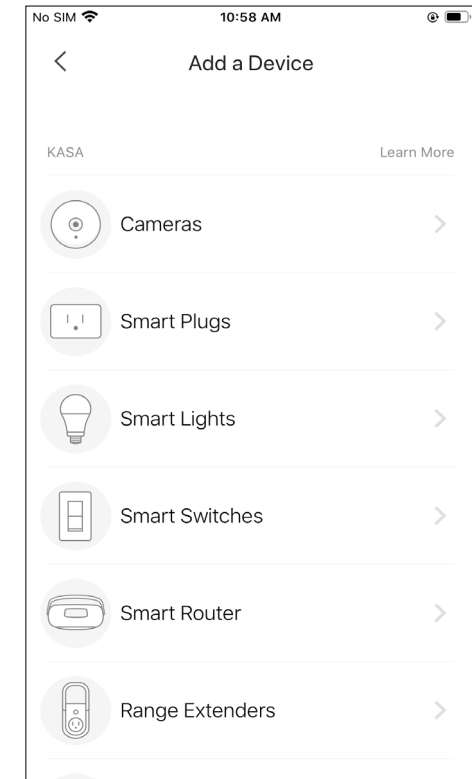 No SIM 10:58 AM
Add a Device
KASA Learn More
Cameras
Smart Plugs
Smart Lights
Smart Switches
Smart Router
Range Extenders